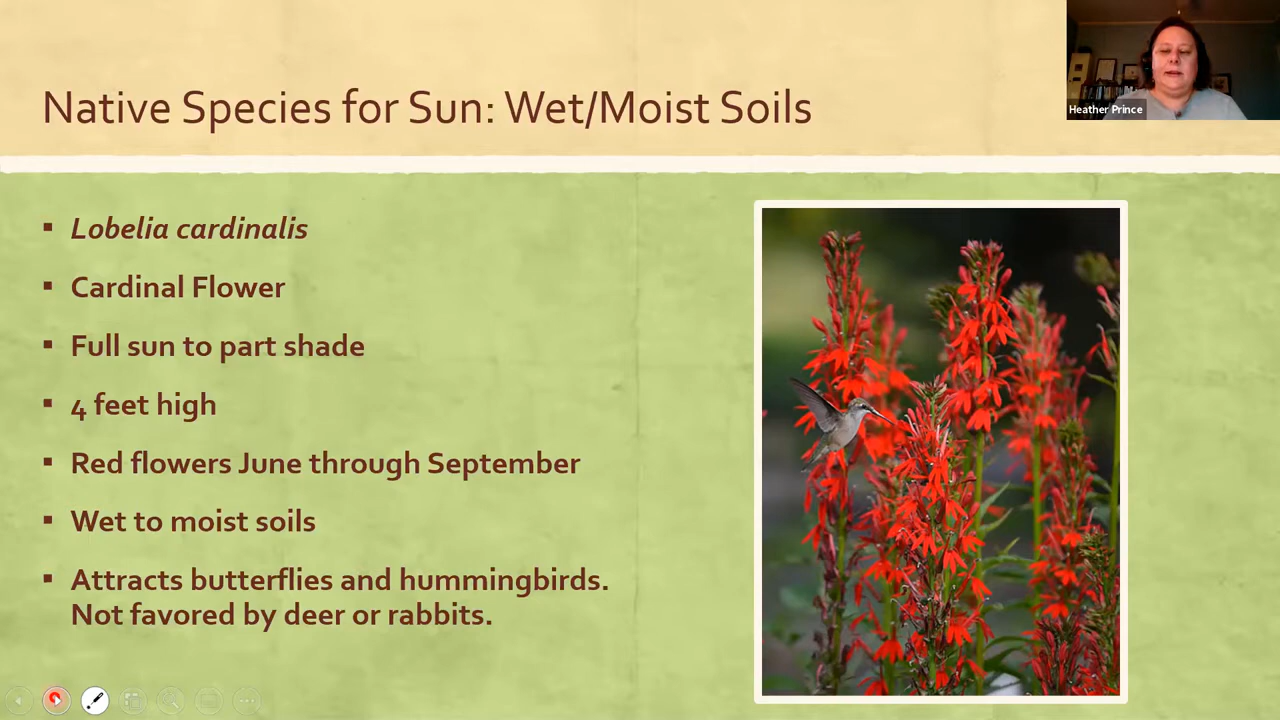 Native Species for Sun: Wet/Moist Soils
Heather Prince
▪ Lobelia cardinalis
▪ Cardinal Flower
▪ Full sun to part shade
▪ 4 feet high
▪ Red flowers June through September
▪ Wet to moist soils
▪ Attracts butterflies and hummingbirds.
Not favored by deer or rabbits.